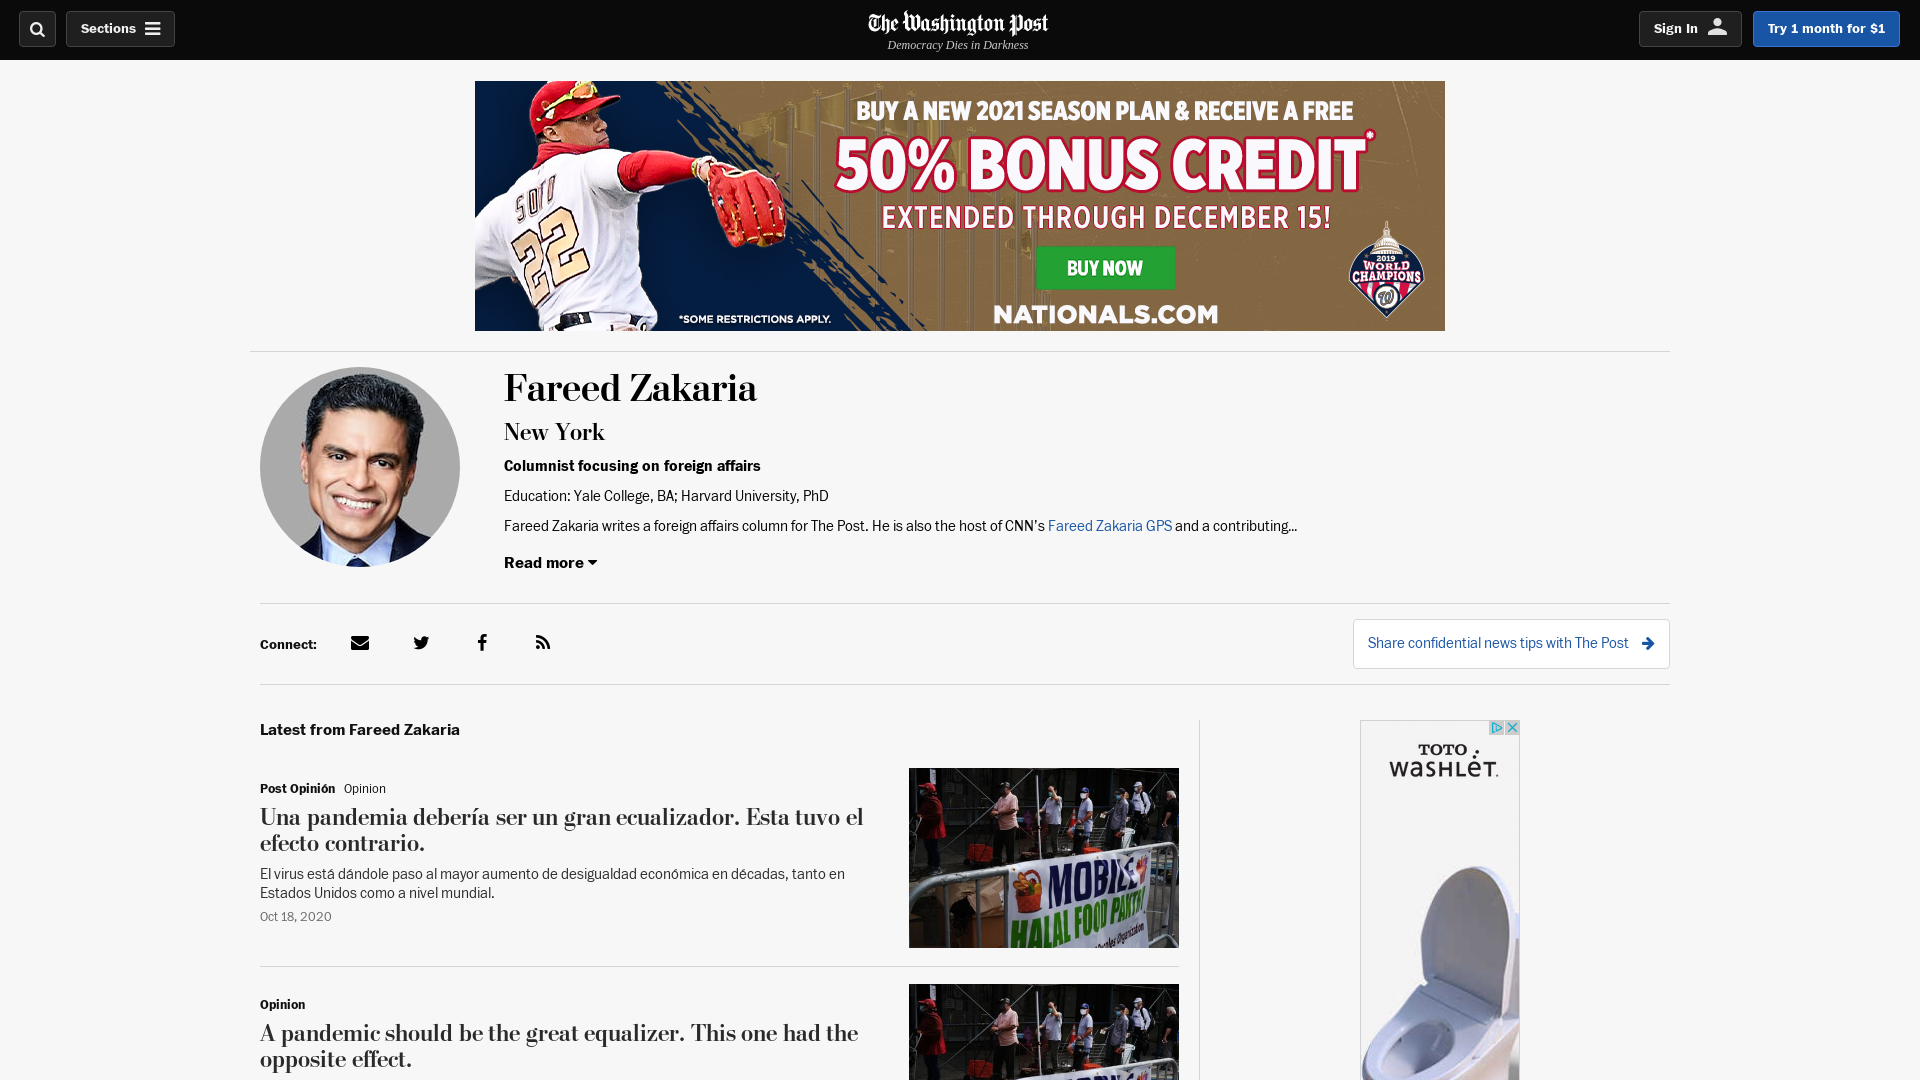 Sections
The Washington Post
Democracy Dies in Darkness
Sign In
Try 1 month for $1
BUY A NEW 2021 SEASON PLAN & RECEIVE A FREE
50% BONUS CREDIT*
EXTENDED THROUGH DECEMBER 15!
BUY NOW
NATIONALS.COM
*SOME RESTRICTIONS APPLY.
SOTO
22
2019
WORLD
CHAMPIONS
W
Fareed Zakaria
New York
Columnist focusing on foreign affairs
Education: Yale College, BA; Harvard University, PhD
Fareed Zakaria writes a foreign affairs column for The Post. He is also the host of CNN’s Fareed Zakaria GPS and a contributing...
Read more
Connect:
Share confidential news tips with The Post
Latest from Fareed Zakaria
Post Opinión Opinion
Una pandemia debería ser un gran ecualizador. Esta tuvo el
efecto contrario.
El virus está dándole paso al mayor aumento de desigualdad económica en décadas, tanto en
Estados Unidos como a nivel mundial.
Oct 18, 2020
MOBILE
HALAL FOOD PANTRY
Organization
Opinion
A pandemic should be the great equalizer. This one had the
opposite effect.
MOBILE
TOTO
WASHLET.